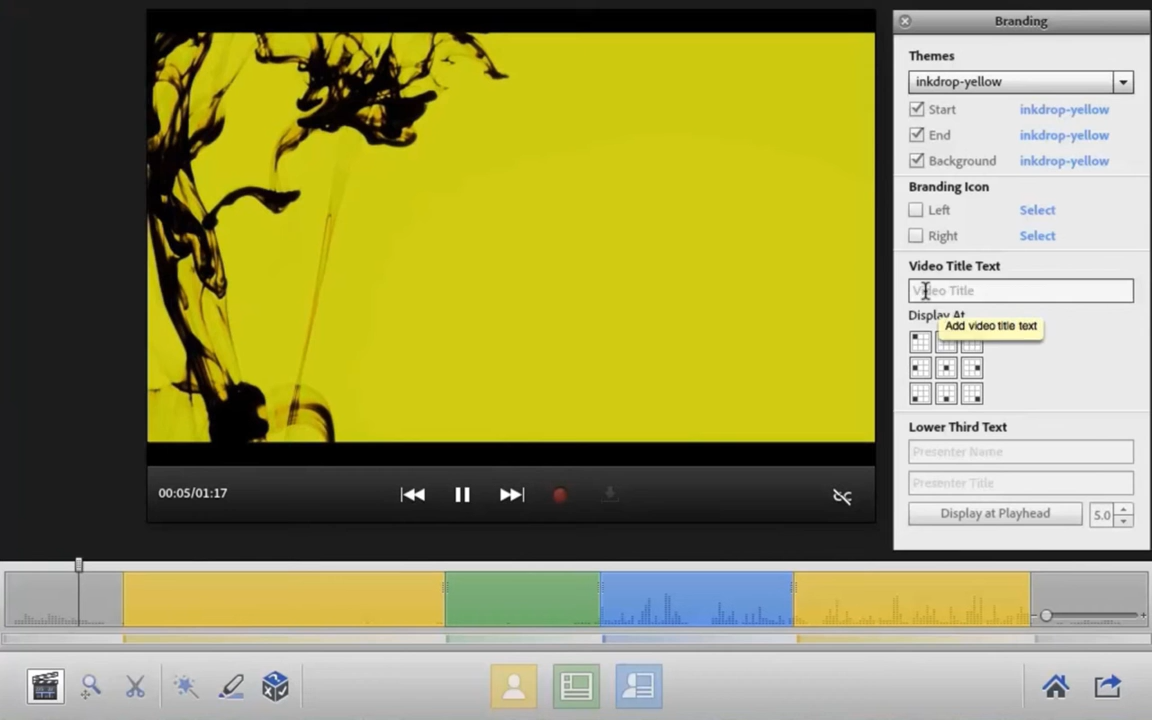 Branding
Themes
inkdrop-yellow
Start inkdrop-yellow
End inkdrop-yellow
Background inkdrop-yellow
Branding Icon
Left Select
Right Select
Video Title Text
Video Title
Display At
Add video title text
Lower Third Text
Presenter Name
Presenter Title
Display at Playhead 5.0
00:05/01:17